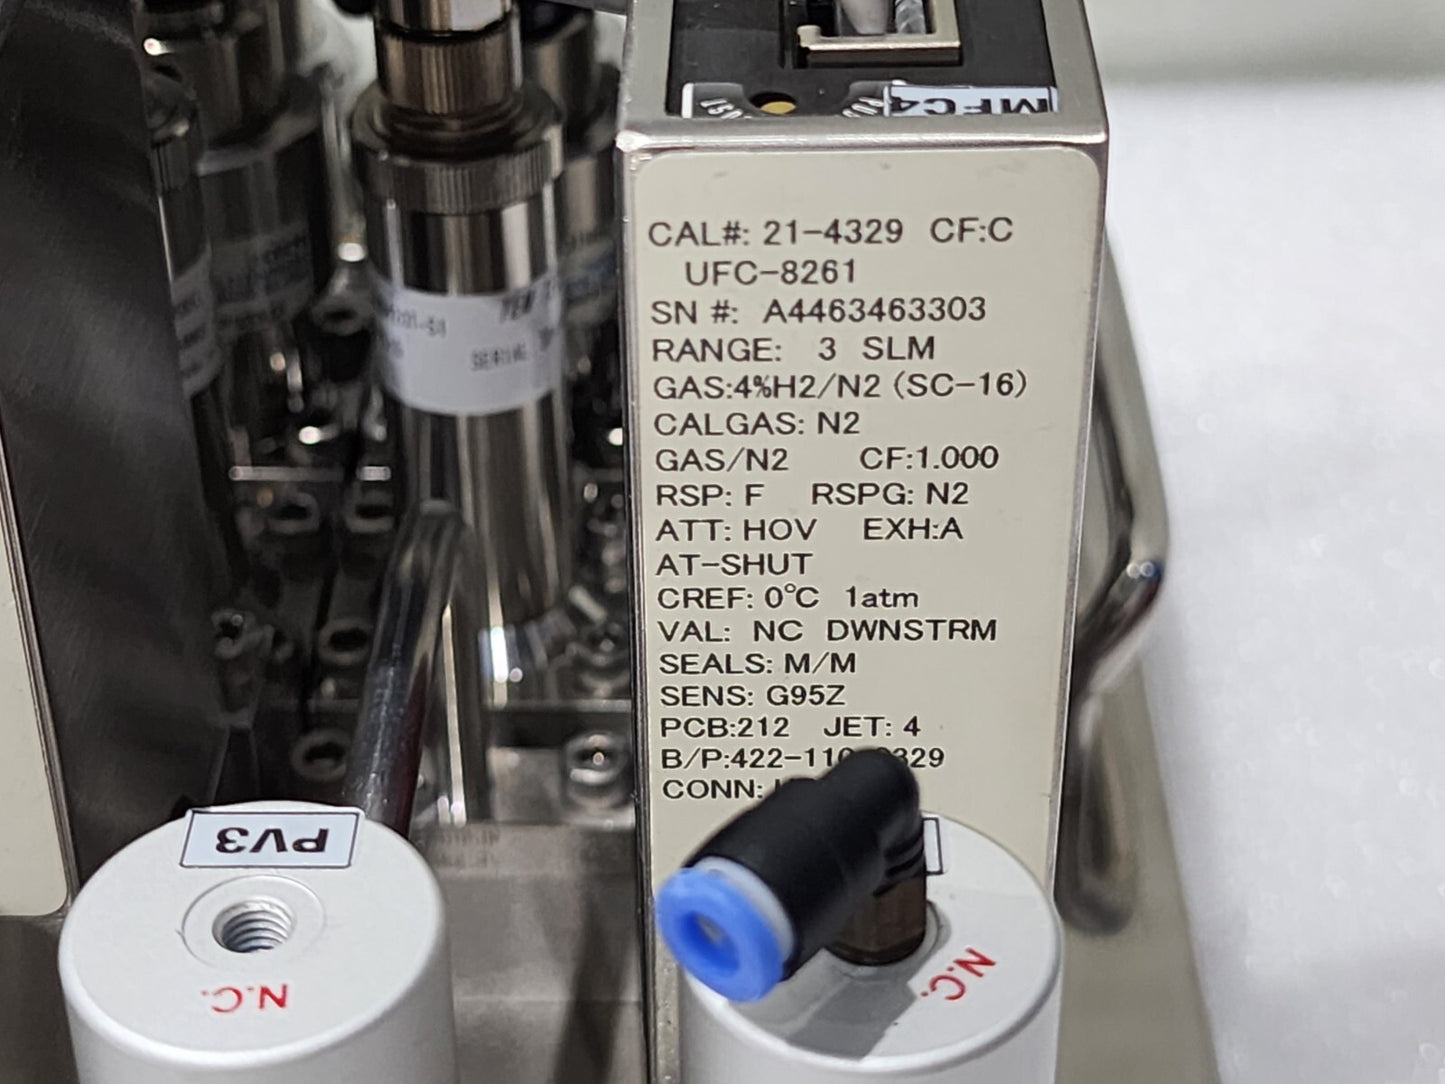 MFC4
CAL#: 21-4329 CF:C
UFC-8261
SN #: A4463463303
RANGE: 3 SLM
GAS:4%H2/N2 (SC-16)
CALGAS: N2
GAS/N2 CF:1.000
RSP: F RSPG: N2
ATT: HOV EXH:A
AT-SHUT
CREF: 0°C 1atm
VAL: NC DWNSTRM
SEALS: M/M
SENS: G95Z
PCB:212 JET: 4
B/P:422-11
CONN:
SERIAL
PV3
N.C.
N.C.